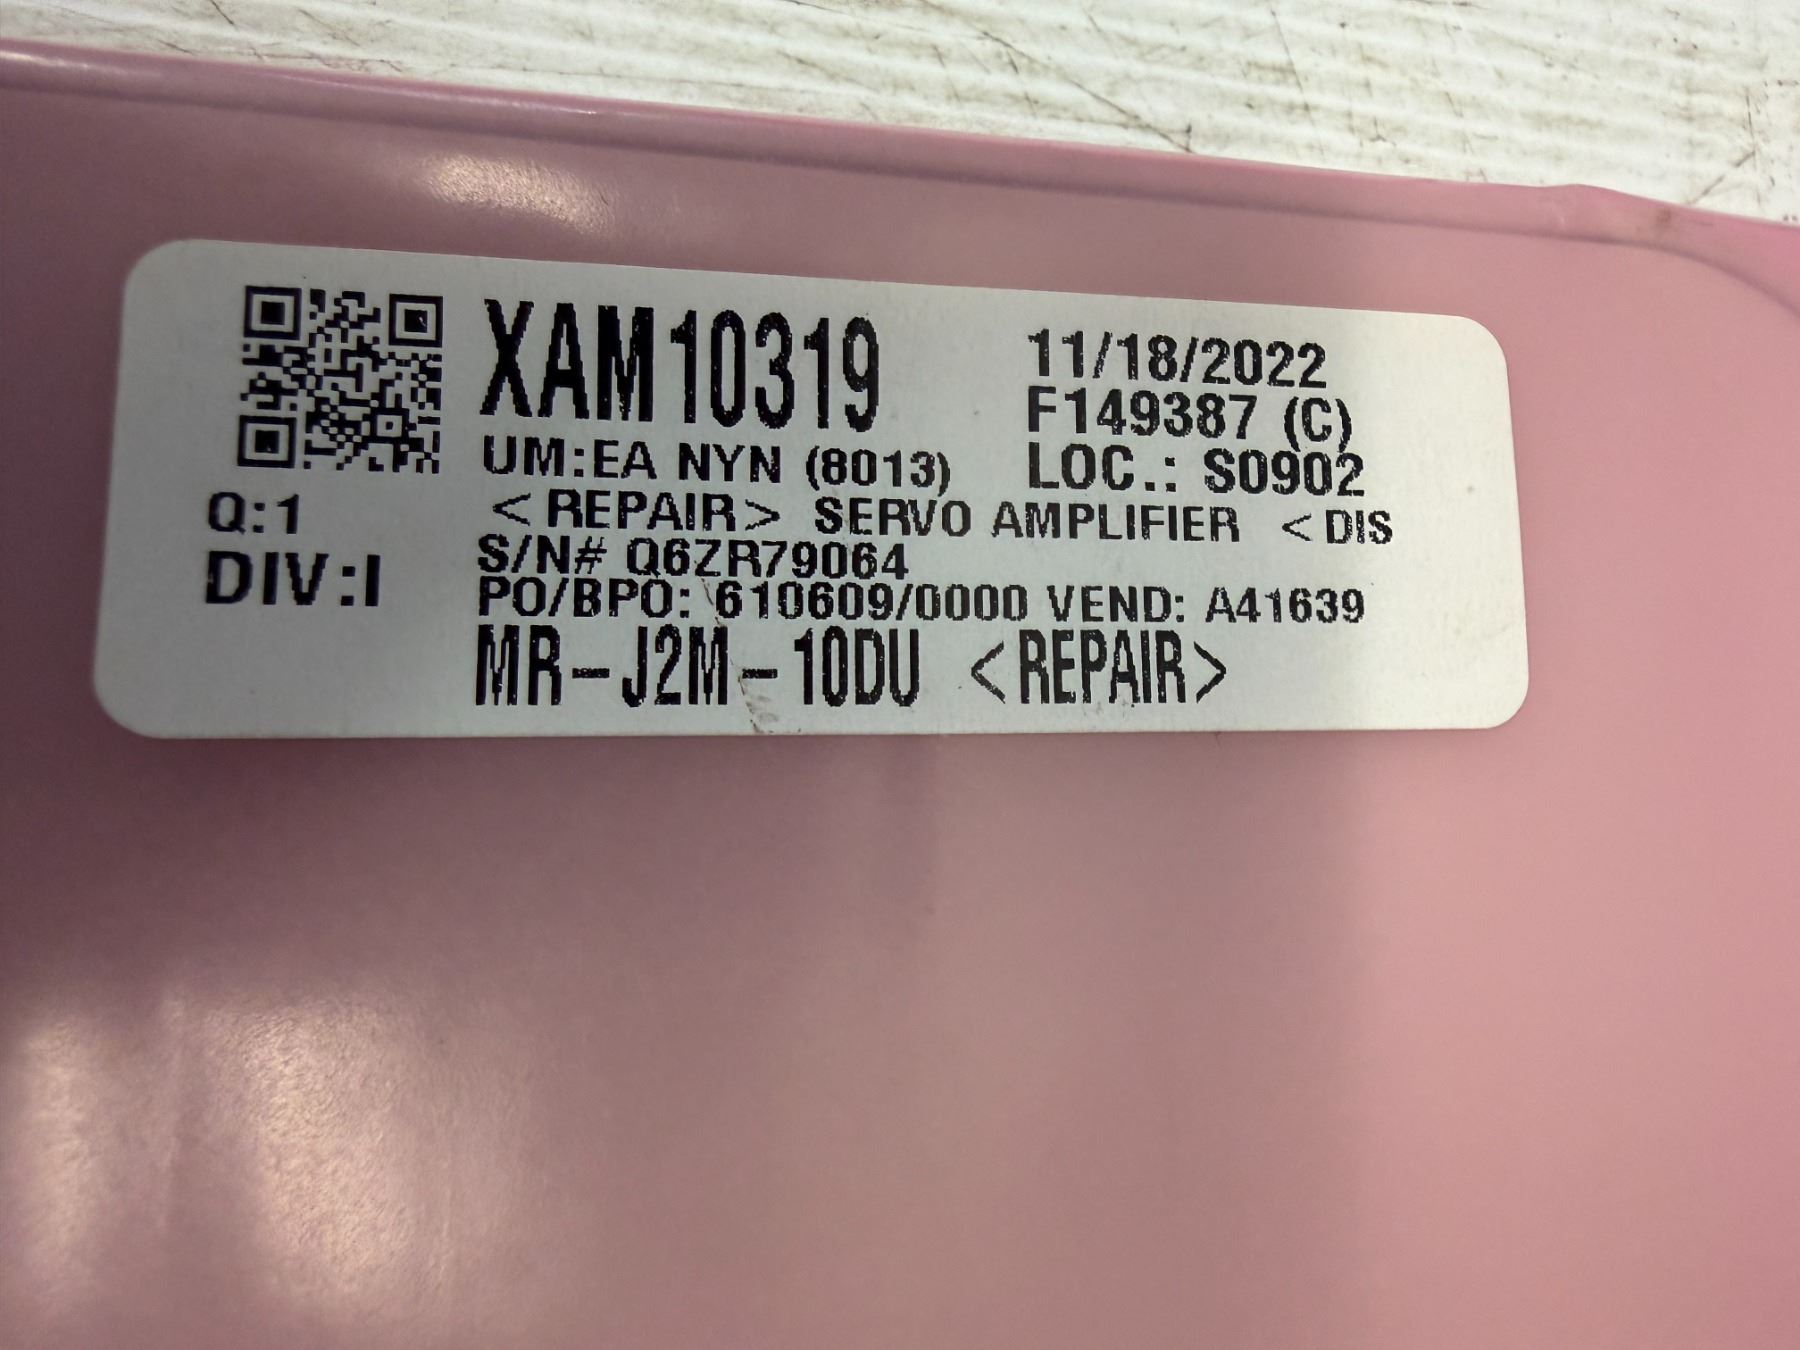 XAM10319
11/18/2022
F149387 (C)
UM:EA NYN (8013)
LOC.: S0902
Q:1
<REPAIR> SERVO AMPLIFIER <DIS
DIV:I
S/N# Q6ZR79064
PO/BPO: 610609/0000 VEND: A41639
MR-J2M-10DU <REPAIR>